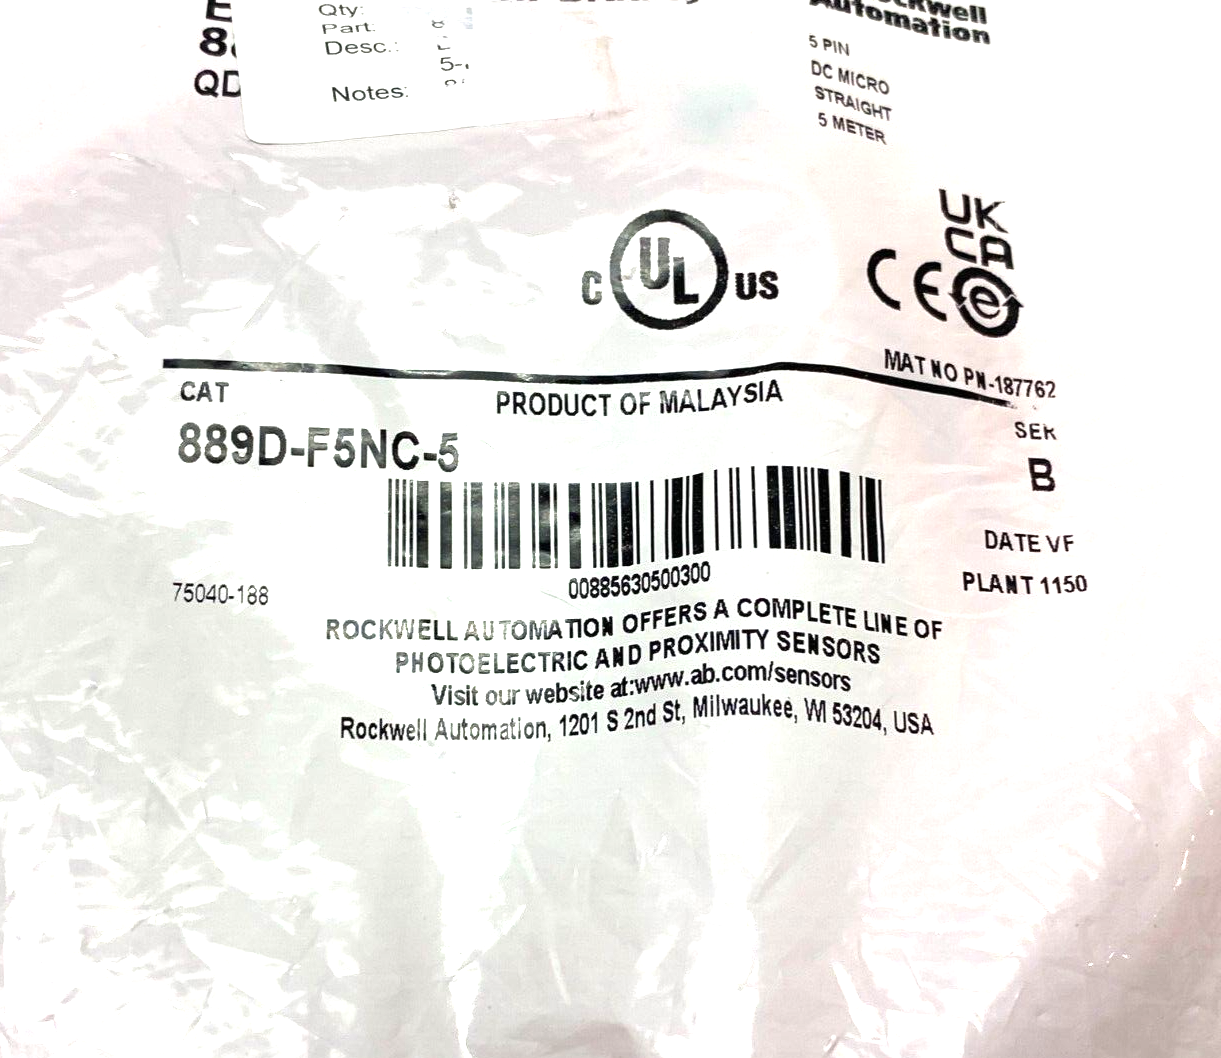 Qty:
Part:
Desc.:
5-
Notes:
QD
Automation
5 PIN
DC MICRO
STRAIGHT
5 METER
C UL US
UK
CA
CE e
MAT NO PN-187762
CAT
PRODUCT OF MALAYSIA
889D-F5NC-5
SER
B
DATE VF
PLANT 1150
75040-188
00885630500300
ROCKWELL AUTOMATION OFFERS A COMPLETE LINE OF
PHOTOELECTRIC AND PROXIMITY SENSORS
Visit our website at:www.ab.com/sensors
Rockwell Automation, 1201 S 2nd St, Milwaukee, WI 53204, USA